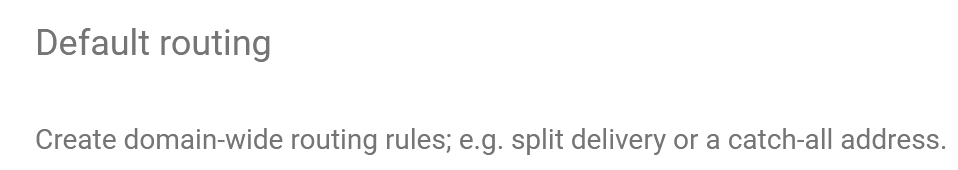 Default routing
Create domain-wide routing rules; e.g. split delivery or a catch-all address.